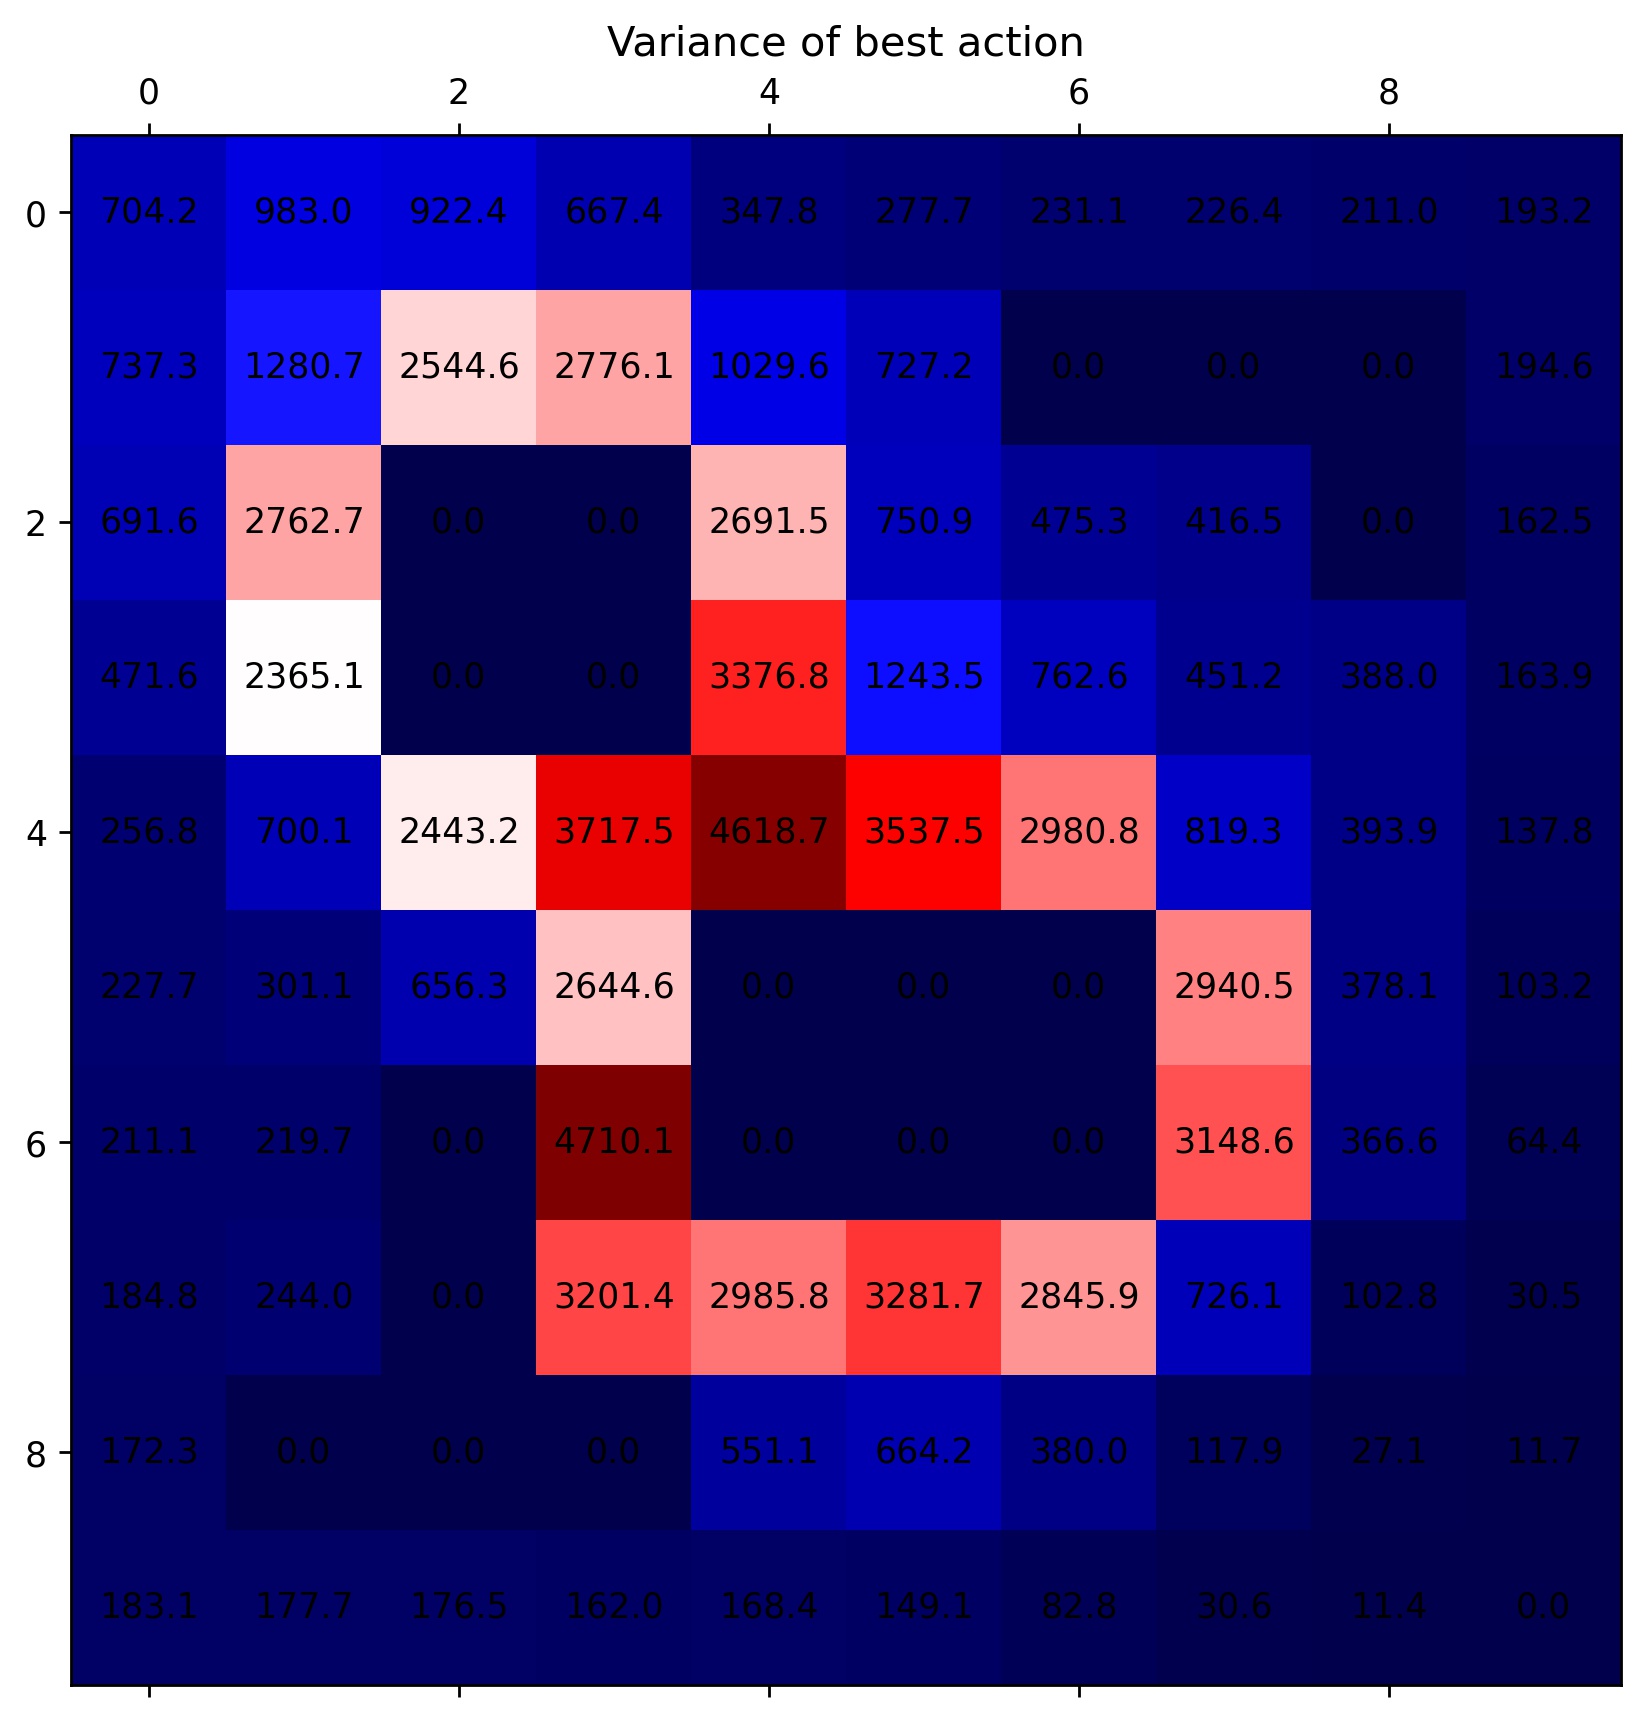 Variance of best action
0 2 4 6 8
0 704.2 983.0 922.4 667.4 347.8 277.7 231.1 226.4 211.0 193.2
737.3 1280.7 2544.6 2776.1 1029.6 727.2 0.0 0.0 0.0 194.6
2 691.6 2762.7 0.0 0.0 2691.5 750.9 475.3 416.5 0.0 162.5
471.6 2365.1 0.0 0.0 3376.8 1243.5 762.6 451.2 388.0 163.9
4 256.8 700.1 2443.2 3717.5 4618.7 3537.5 2980.8 819.3 393.9 137.8
227.7 301.1 656.3 2644.6 0.0 0.0 0.0 2940.5 378.1 103.2
6 211.1 219.7 0.0 4710.1 0.0 0.0 0.0 3148.6 366.6 64.4
184.8 244.0 0.0 3201.4 2985.8 3281.7 2845.9 726.1 102.8 30.5
8 172.3 0.0 0.0 0.0 551.1 664.2 380.0 117.9 27.1 11.7
183.1 177.7 176.5 162.0 168.4 149.1 82.8 30.6 11.4 0.0